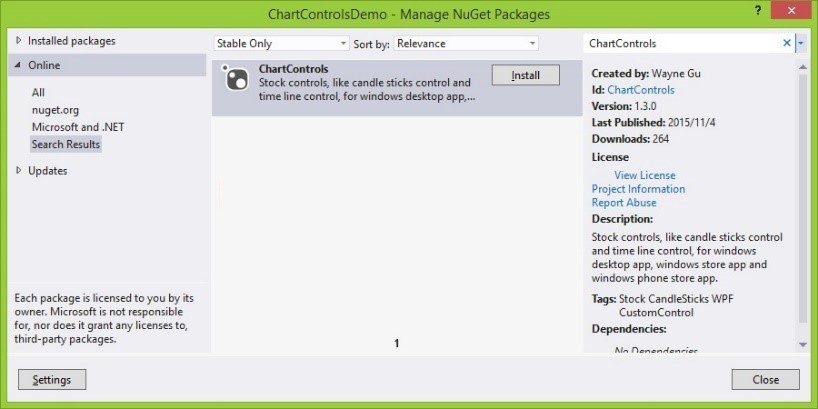 ChartControlsDemo - Manage NuGet Packages
?
Installed packages
Online
All
nuget.org
Microsoft and .NET
Search Results
Updates
Each package is licensed to you by its
owner. Microsoft is not responsible
for, nor does it grant any licenses to,
third-party packages.
Settings
Stable Only
Sort by:
Relevance
ChartControls
Stock controls, like candle sticks control and
time line control, for windows desktop app,...
Install
1
ChartControls
Created by: Wayne Gu
Id: ChartControls
Version: 1.3.0
Last Published: 2015/11/4
Downloads: 264
License
View License
Project Information
Report Abuse
Description:
Stock controls, like candle sticks control
and time line control, for windows
desktop app, windows store app and
windows phone store app.
Tags: Stock CandleSticks WPF
CustomControl
Dependencies:
No Dependencies
Close